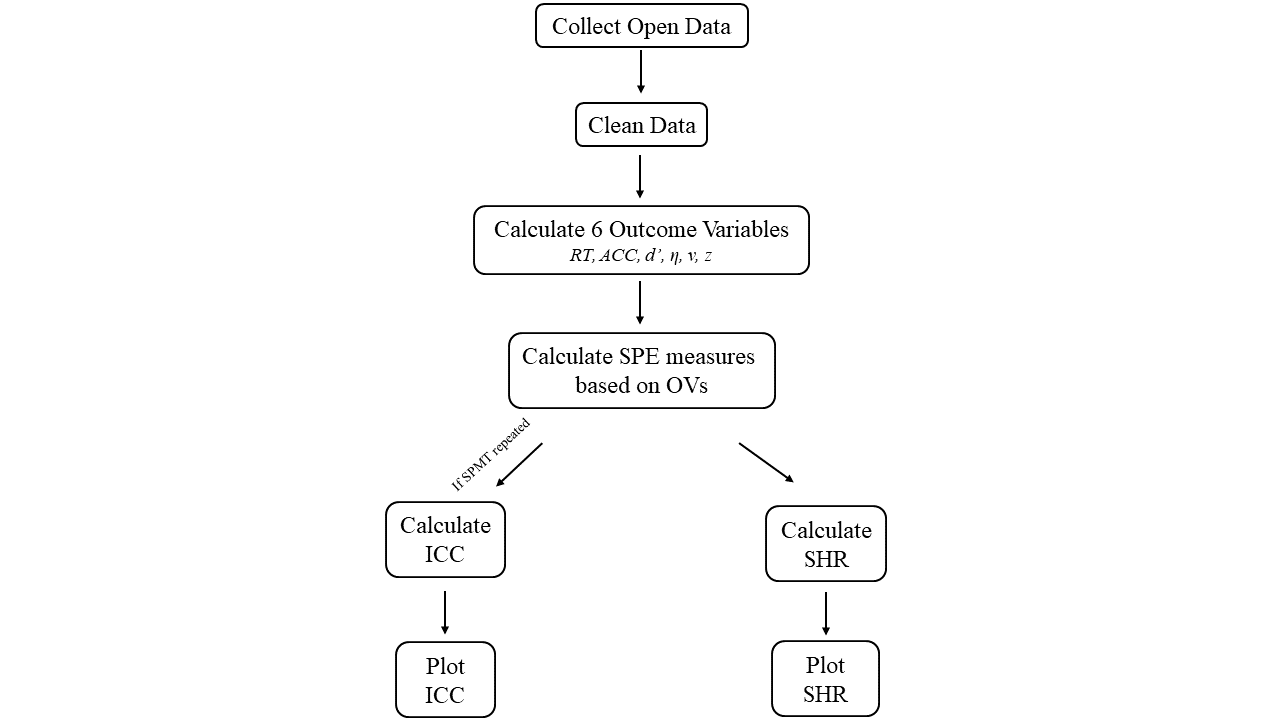 Collect Open Data
Clean Data
Calculate 6 Outcome Variables
RT, ACC, d’, η, v, z
Calculate SPE measures
based on OVs
If SPMT repeated
Calculate
ICC
Calculate
SHR
Plot
ICC
Plot
SHR